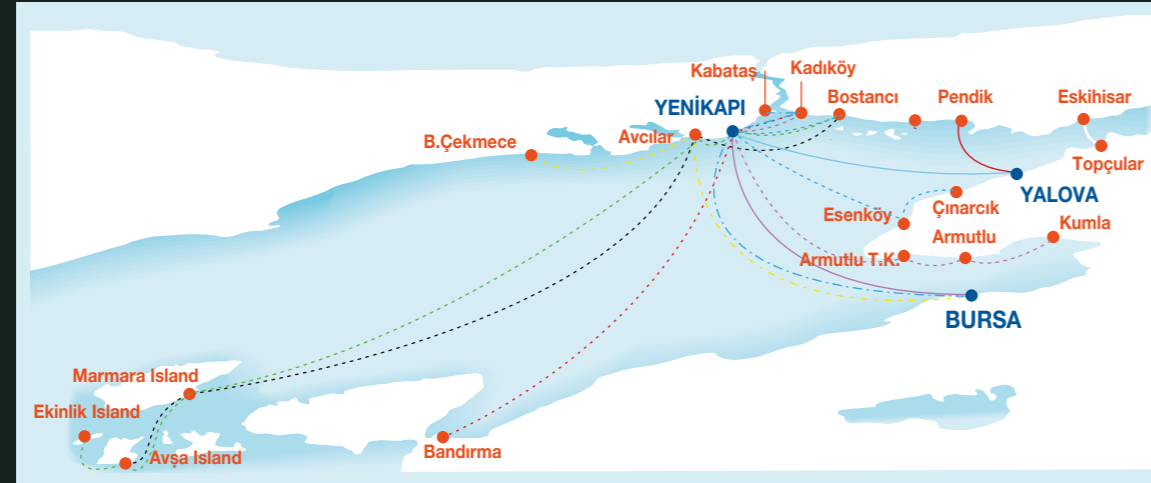 Kabataş
Kadıköy
YENİKAPI
Bostancı
Pendik
Eskihisar
B.Çekmece
Avcılar
Topçular
YALOVA
Esenköy
Çınarcık
Kumla
Armutlu
Armutlu T.K.
BURSA
Marmara Island
Ekinlik Island
Avşa Island
Bandırma